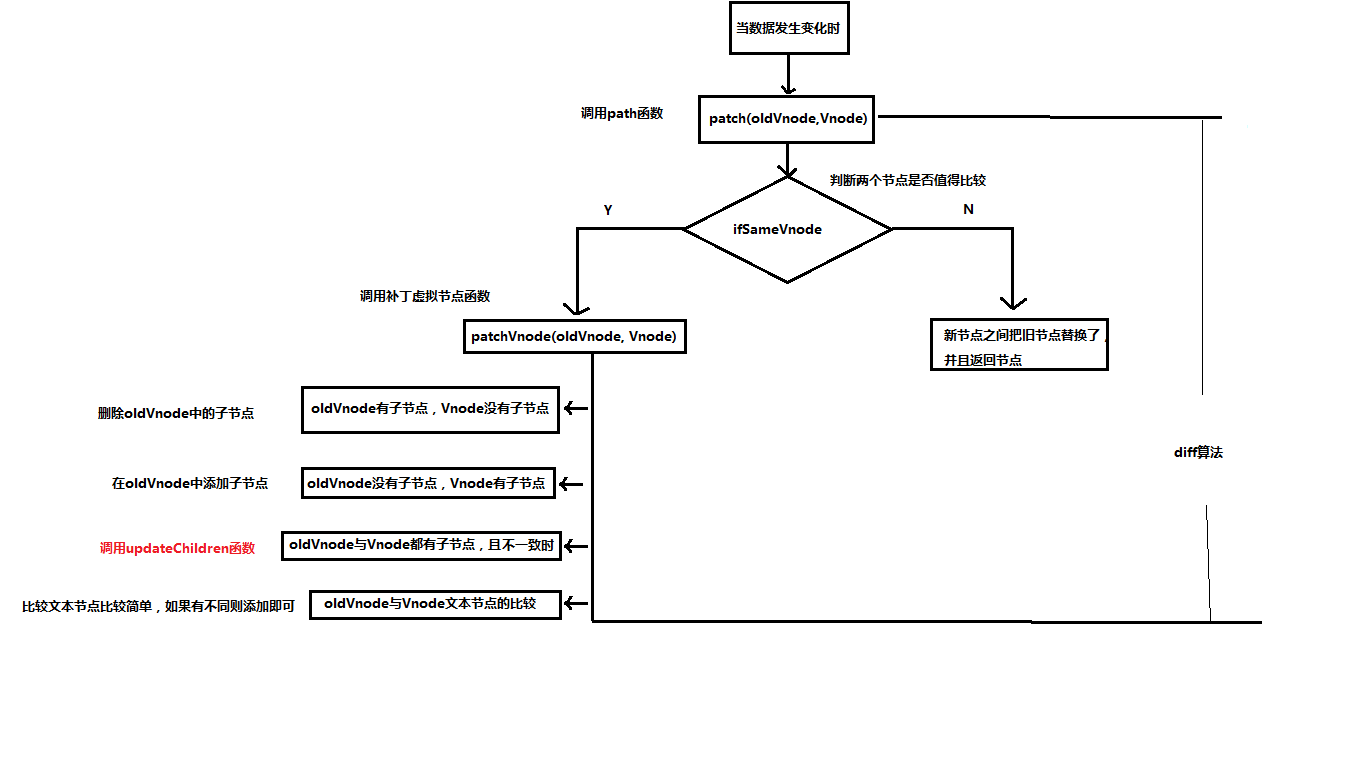 当数据发生变化时
调用path函数
patch(oldVnode,Vnode)
判断两个节点是否值得比较
Y
N
ifSameVnode
调用补丁虚拟节点函数
patchVnode(oldVnode, Vnode)
新节点之间把旧节点替换了，
并且返回节点
删除oldVnode中的子节点
oldVnode有子节点，Vnode没有子节点
diff算法
在oldVnode中添加子节点
oldVnode没有子节点，Vnode有子节点
调用updateChildren函数
oldVnode与Vnode都有子节点，且不一致时
比较文本节点比较简单，如果有不同则添加即可
oldVnode与Vnode文本节点的比较